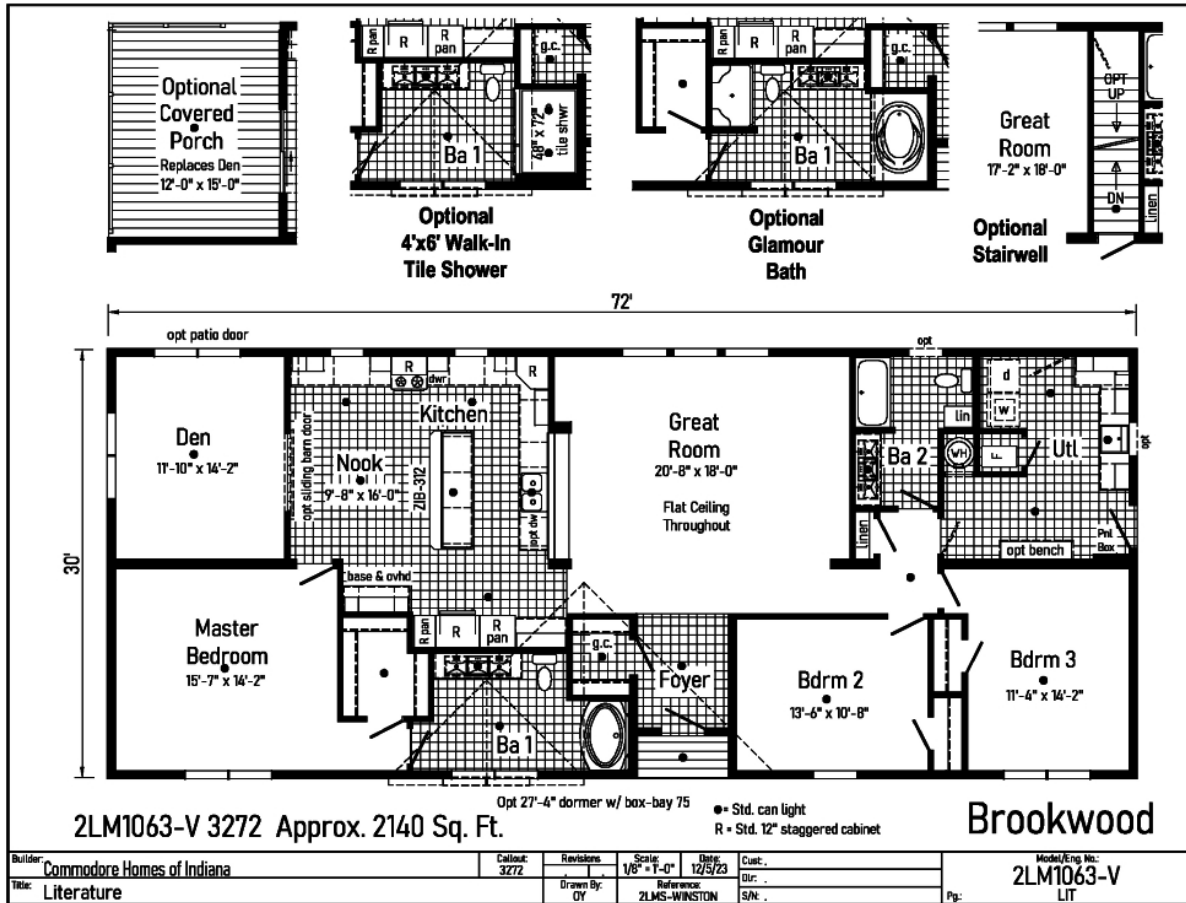 Optional
Covered
Porch
Replaces Den
12'-0" x 15'-0"
R pan
R
R
pan
g.c.
48" x 72"
tile shwr
Ba 1
Optional
4'x6' Walk-In
Tile Shower
R pan
R
R
pan
g.c.
Ba 1
Optional
Glamour
Bath
OPT
UP
Great
Room
17'-2" x 18'-0"
DN
linen
Optional
Stairwell
72'
30'
opt patio door
Den
11'-10" x 14'-2"
opt sliding barn door
R
dwr
R
Kitchen
Nook
9'-8" x 16'-0"
ZIB-312
opt dw
base & ovhd
R pan
R
R
pan
Great
Room
20'-8" x 18'-0"
Flat Ceiling
Throughout
opt
lin
Ba 2
linen
d
w
WH
F
Utl
opt
opt bench
Pnl
Box
Master
Bedroom
15'-7" x 14'-2"
Ba 1
g.c.
Foyer
Bdrm 2
13'-6" x 10'-8"
Bdrm 3
11'-4" x 14'-2"
Opt 27'-4" dormer w/ box-bay 75
● = Std. can light
R = Std. 12" staggered cabinet
2LM1063-V 3272 Approx. 2140 Sq. Ft.
Brookwood
Builder: Commodore Homes of Indiana
Callout: 3272
Revisions
Scale: 1/8" = 1'-0"
Date: 12/5/23
Cust. .
Dlr: .
S/N: .
Model/Eng. No.: 2LM1063-V
Title: Literature
Drawn By: OY
Reference: 2LMS-WINSTON
Pg.: LIT